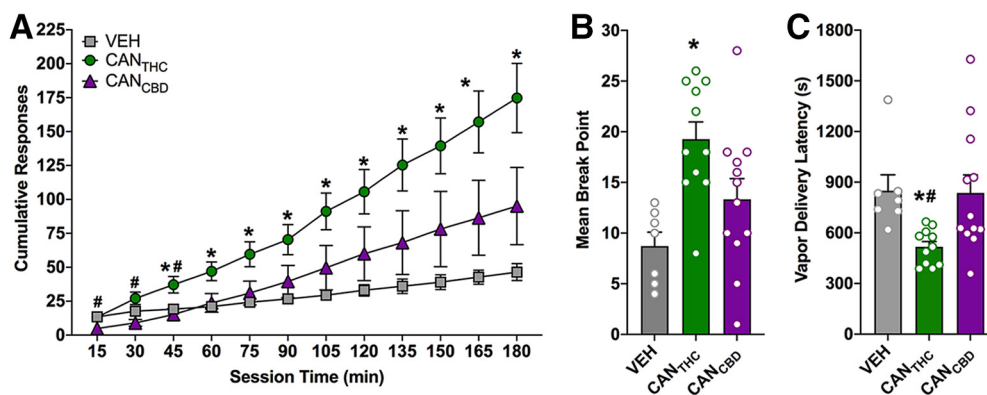 A
225
200
175
150
125
100
75
50
25
0
Cumulative Responses
VEH
CANTHC
CANCBD
#
#
*#
*
*
*
*
*
*
*
*
*
15 30 45 60 75 90 105 120 135 150 165 180
Session Time (min)
B
30
25
20
15
10
5
0
Mean Break Point
*
VEH
CANTHC
CANCBD
C
1800
1500
1200
900
600
300
0
Vapor Delivery Latency (s)
*#
VEH
CANTHC
CANCBD